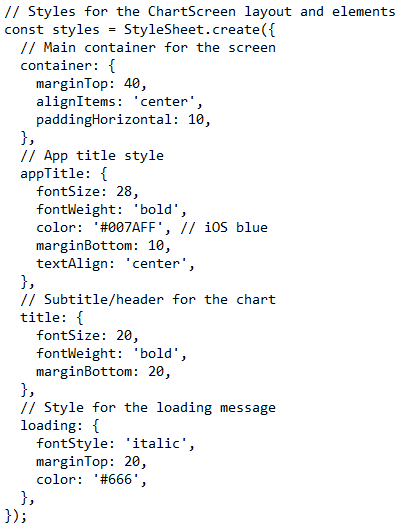 // Styles for the ChartScreen layout and elements
const styles = StyleSheet.create({
  // Main container for the screen
  container: {
    marginTop: 40,
    alignItems: 'center',
    paddingHorizontal: 10,
  },
  // App title style
  appTitle: {
    fontSize: 28,
    fontWeight: 'bold',
    color: '#007AFF', // iOS blue
    marginBottom: 10,
    textAlign: 'center',
  },
  // Subtitle/header for the chart
  title: {
    fontSize: 20,
    fontWeight: 'bold',
    marginBottom: 20,
  },
  // Style for the loading message
  loading: {
    fontStyle: 'italic',
    marginTop: 20,
    color: '#666',
  },
});